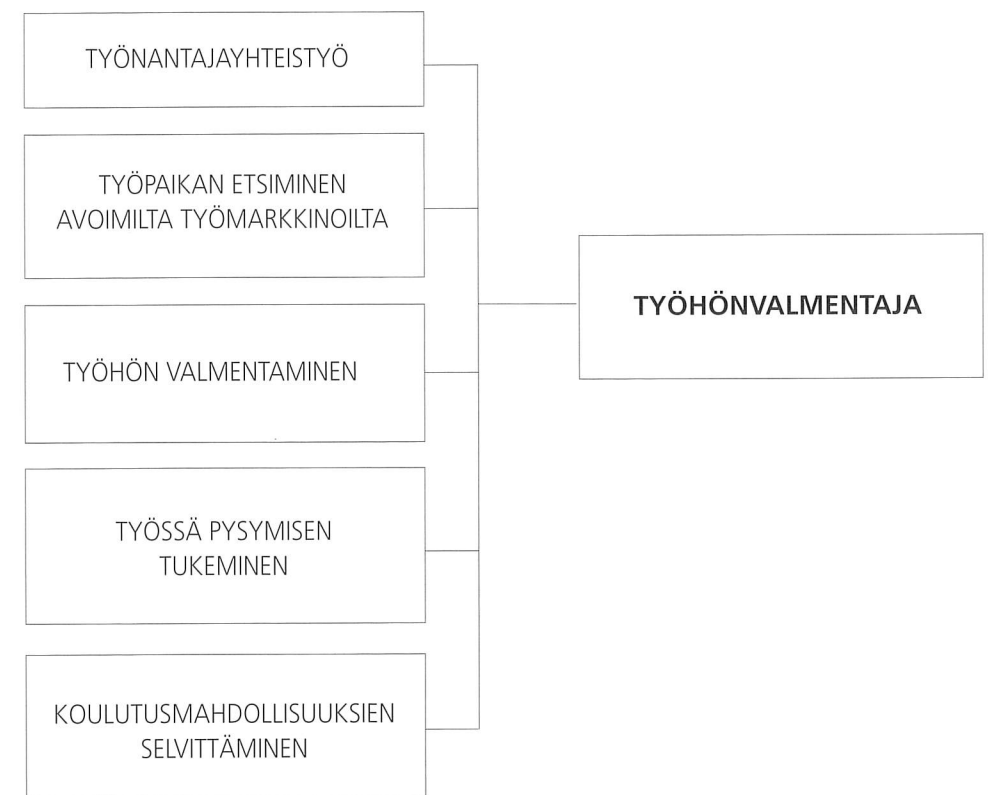 TYÖNANTAJAYHTEISTYÖ
TYÖPAIKAN ETSIMINEN
AVOIMILTA TYÖMARKKINOILTA
TYÖHÖN VALMENTAMINEN
TYÖSSÄ PYSYMISEN
TUKEMINEN
KOULUTUSMAHDOLLISUUKSIEN
SELVITTÄMINEN
TYÖHÖNVALMENTAJA